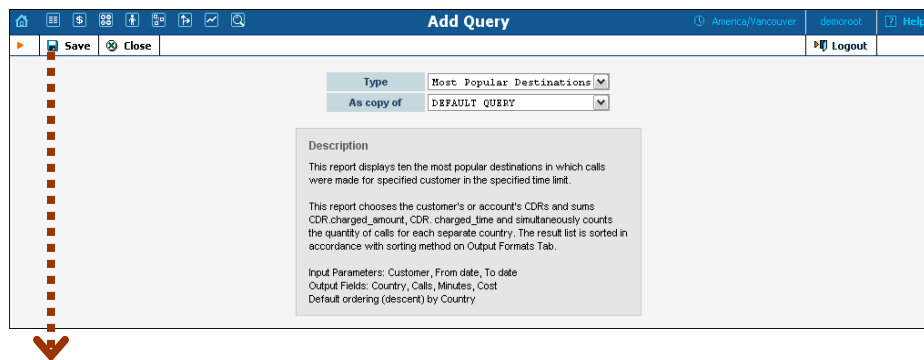 Add Query
America/Vancouver
demoroot
Help
Save
Close
Logout
Type
Most Popular Destinations
As copy of
DEFAULT QUERY
Description
This report displays ten the most popular destinations in which calls
were made for specified customer in the specified time limit.
This report chooses the customer's or account's CDRs and sums
CDR.charged_amount, CDR. charged_time and simultaneously counts
the quantity of calls for each separate country. The result list is sorted in
accordance with sorting method on Output Formats Tab.
Input Parameters: Customer, From date, To date
Output Fields: Country, Calls, Minutes, Cost
Default ordering (descent) by Country